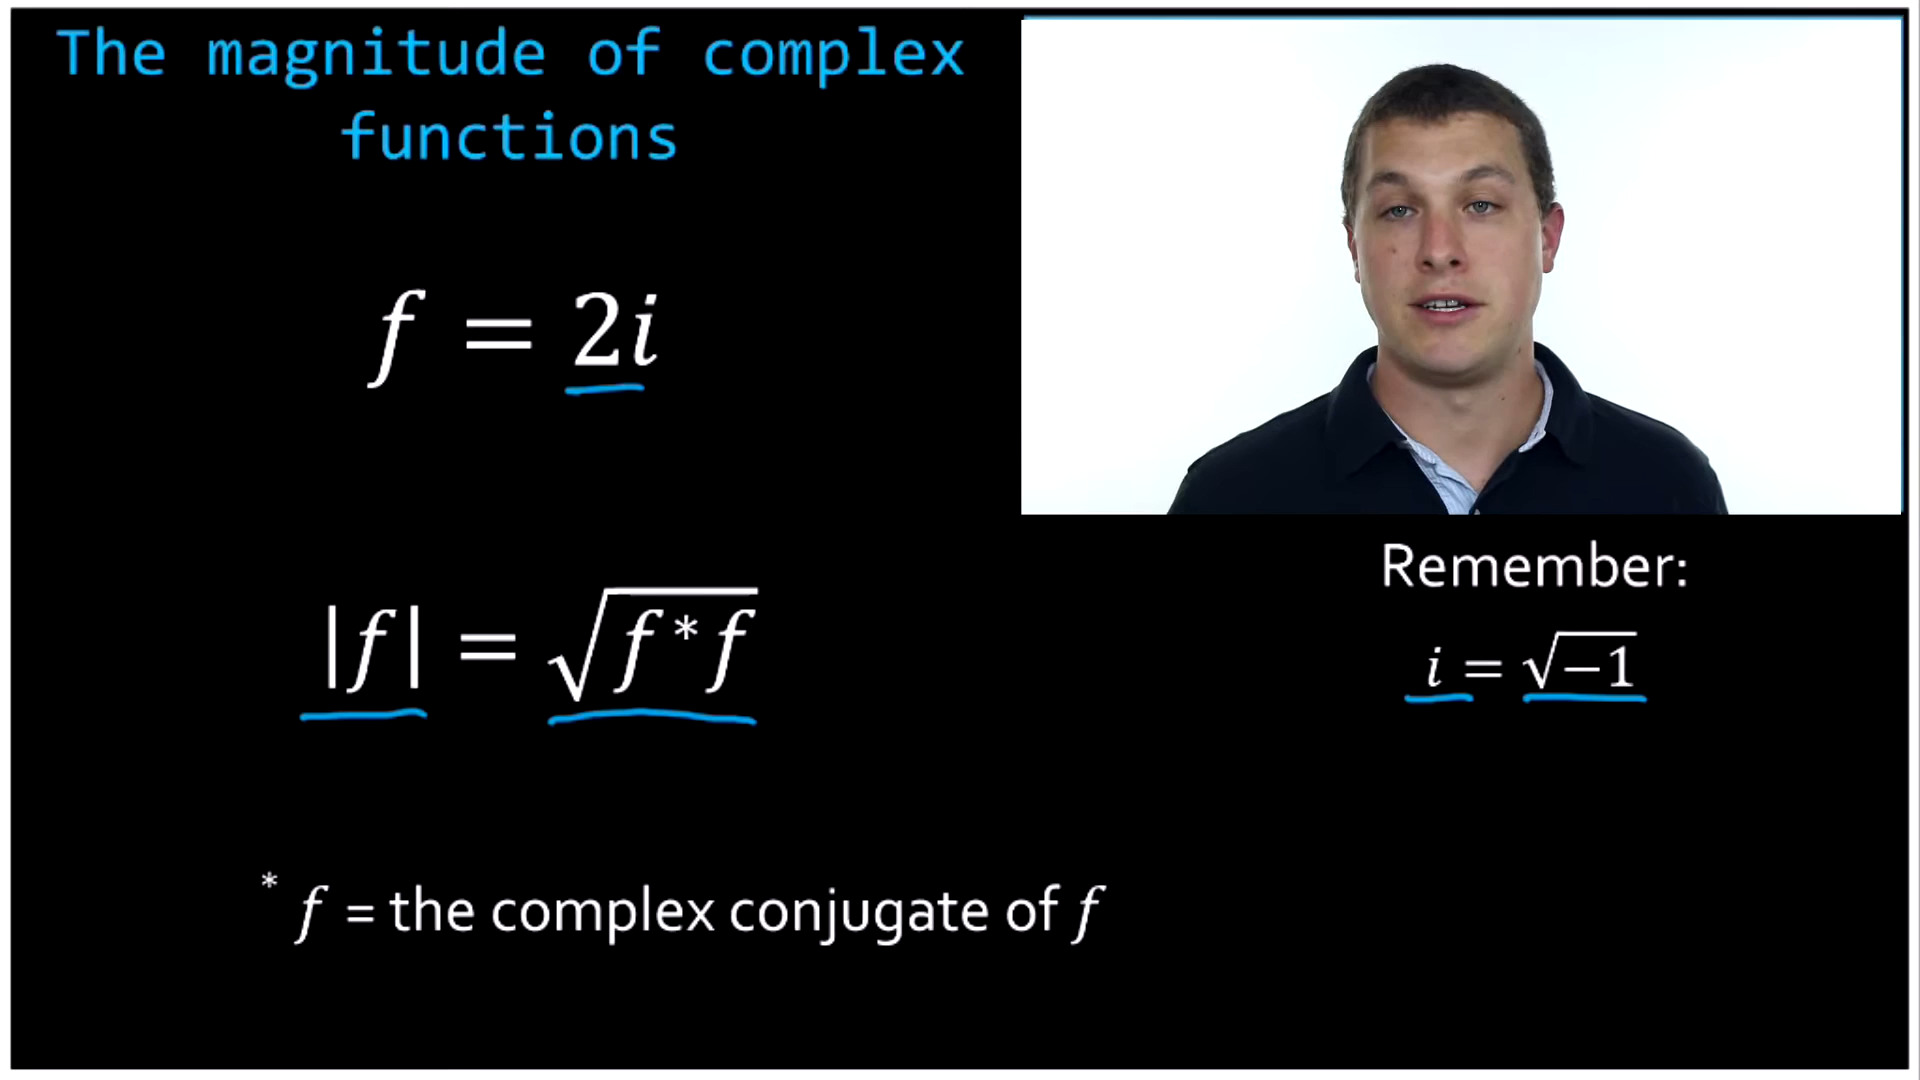 The magnitude of complex
functions
f = 2i
|f| = √f*f
* f = the complex conjugate of f
Remember:
i = √−1